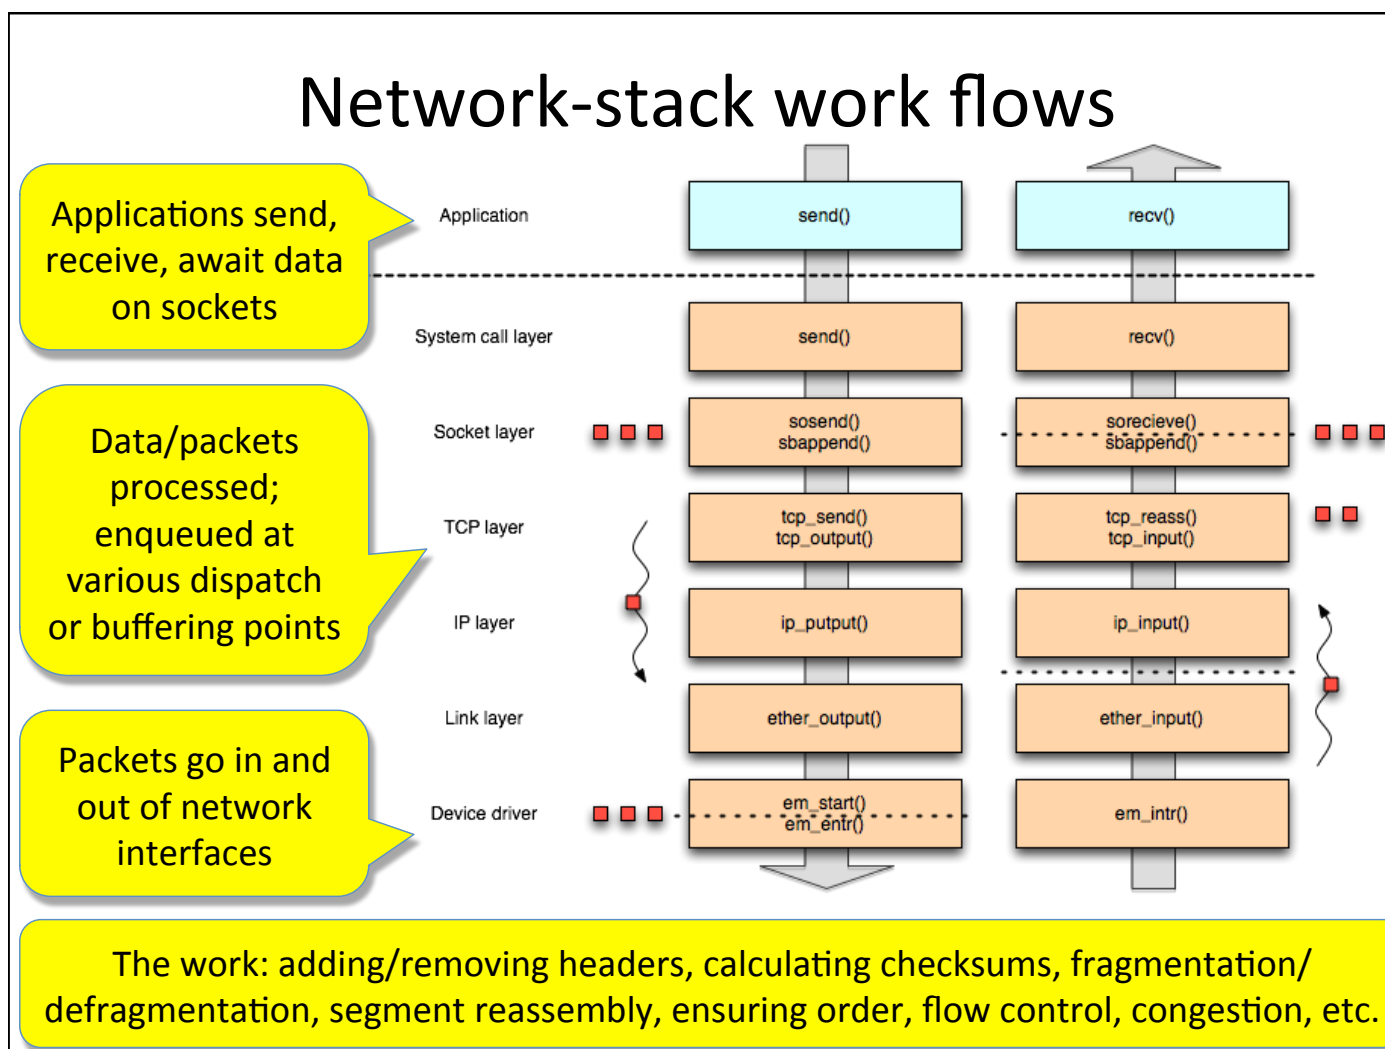 Network-stack work flows
Applications send,
receive, await data
on sockets
Application
send()
recv()
System call layer
send()
recv()
Data/packets
processed;
enqueued at
various dispatch
or buffering points
Socket layer
sosend()
sbappend()
sorecieve()
sbappend()
TCP layer
tcp_send()
tcp_output()
tcp_reass()
tcp_input()
IP layer
ip_putput()
ip_input()
Link layer
ether_output()
ether_input()
Packets go in and
out of network
interfaces
Device driver
em_start()
em_entr()
em_intr()
The work: adding/removing headers, calculating checksums, fragmentation/
defragmentation, segment reassembly, ensuring order, flow control, congestion, etc.